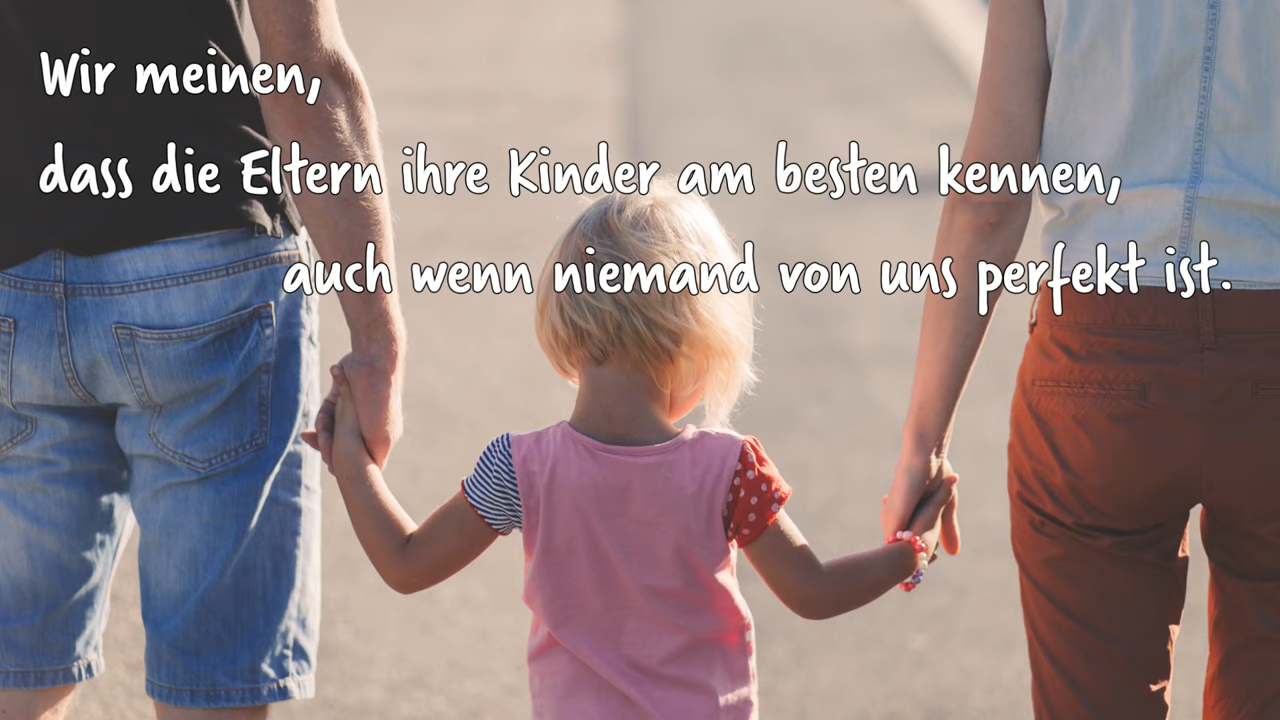 Wir meinen,
dass die Eltern ihre Kinder am besten kennen,
auch wenn niemand von uns perfekt ist.